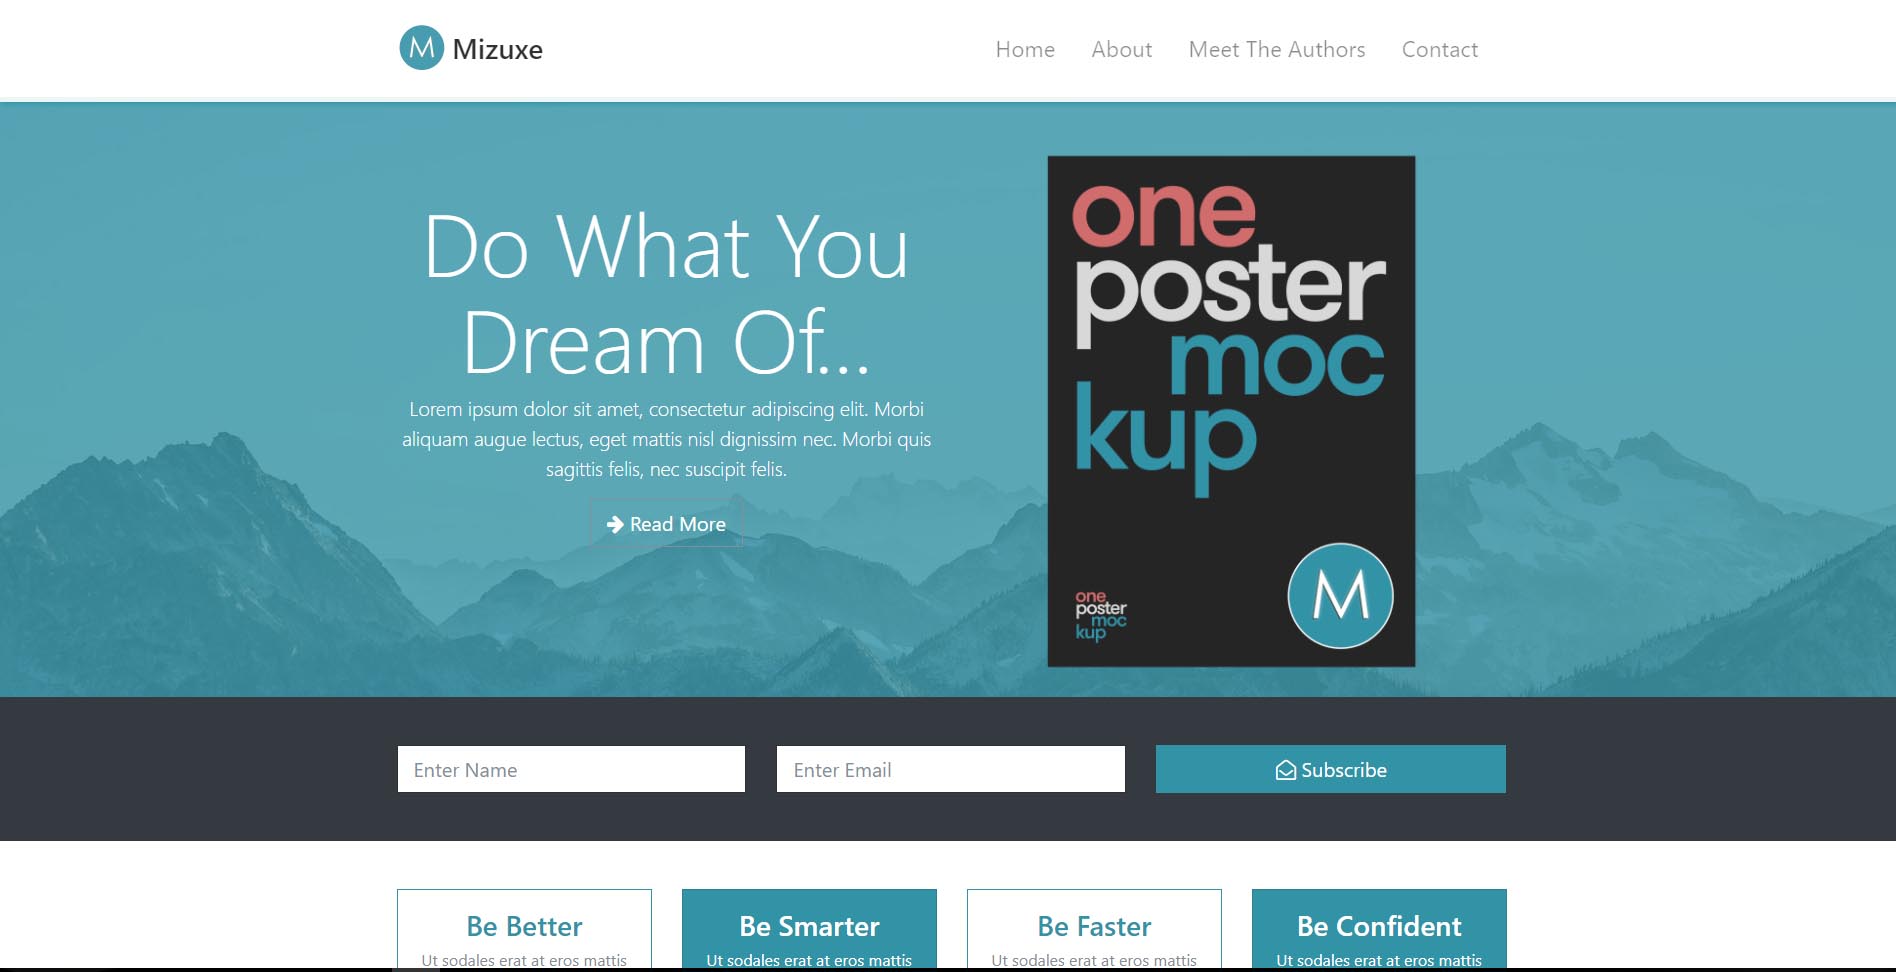 M Mizuxe
Home About Meet The Authors Contact
Do What You
Dream Of...
Lorem ipsum dolor sit amet, consectetur adipiscing elit. Morbi
aliquam augue lectus, eget mattis nisl dignissim nec. Morbi quis
sagittis felis, nec suscipit felis.
Read More
one
poster
moc
kup
one
poster
moc
kup
M
Enter Name
Enter Email
Subscribe
Be Better
Ut sodales erat at eros mattis
Be Smarter
Ut sodales erat at eros mattis
Be Faster
Ut sodales erat at eros mattis
Be Confident
Ut sodales erat at eros mattis